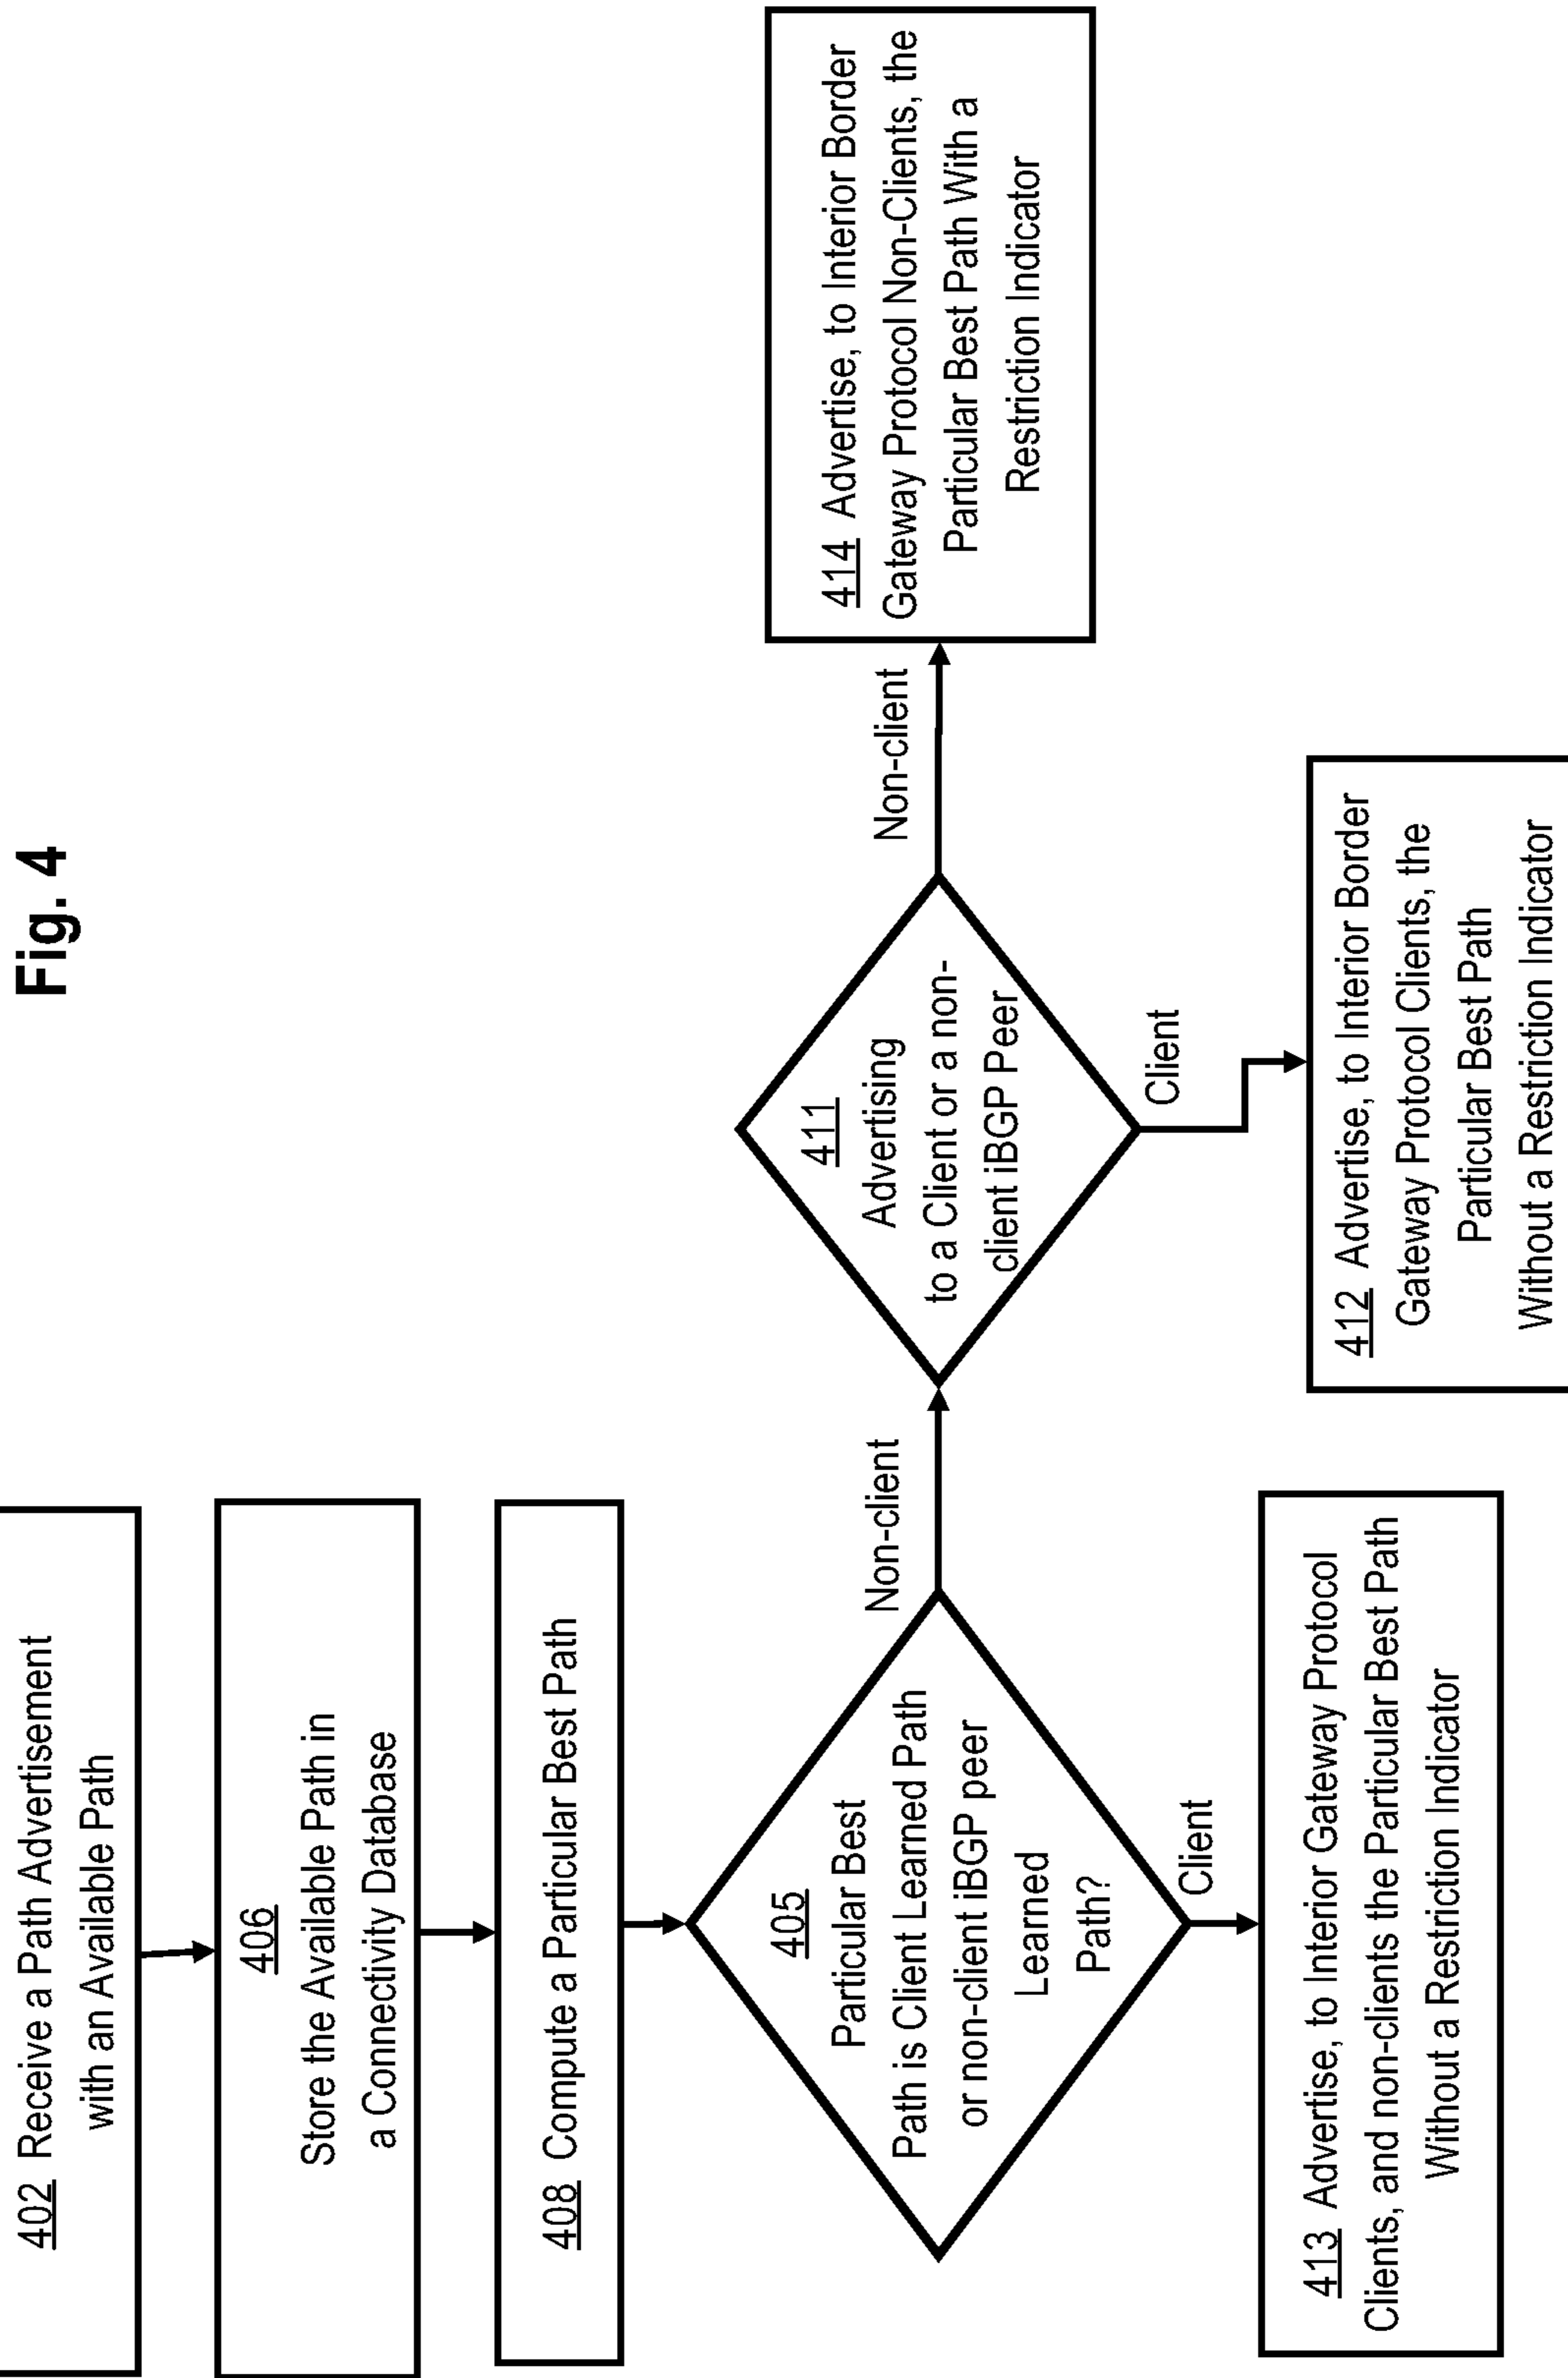 Fig. 4
402 Receive a Path Advertisement
with an Available Path
406
Store the Available Path in
a Connectivity Database
408 Compute a Particular Best Path
405
Particular Best
Path is Client Learned Path
or non-client iBGP peer
Learned
Path?
Non-client
Client
413 Advertise, to Interior Gateway Protocol
Clients, and non-clients the Particular Best Path
Without a Restriction Indicator
411
Advertising
to a Client or a non-
client iBGP Peer
Non-client
Client
412 Advertise, to Interior Border
Gateway Protocol Clients, the
Particular Best Path
Without a Restriction Indicator
414 Advertise, to Interior Border
Gateway Protocol Non-Clients, the
Particular Best Path With a
Restriction Indicator